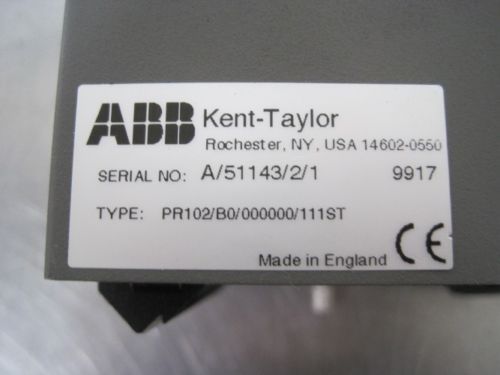 ABB Kent-Taylor
Rochester, NY, USA 14602-0550
SERIAL NO: A/51143/2/1 9917
TYPE: PR102/B0/000000/111ST
Made in England CE